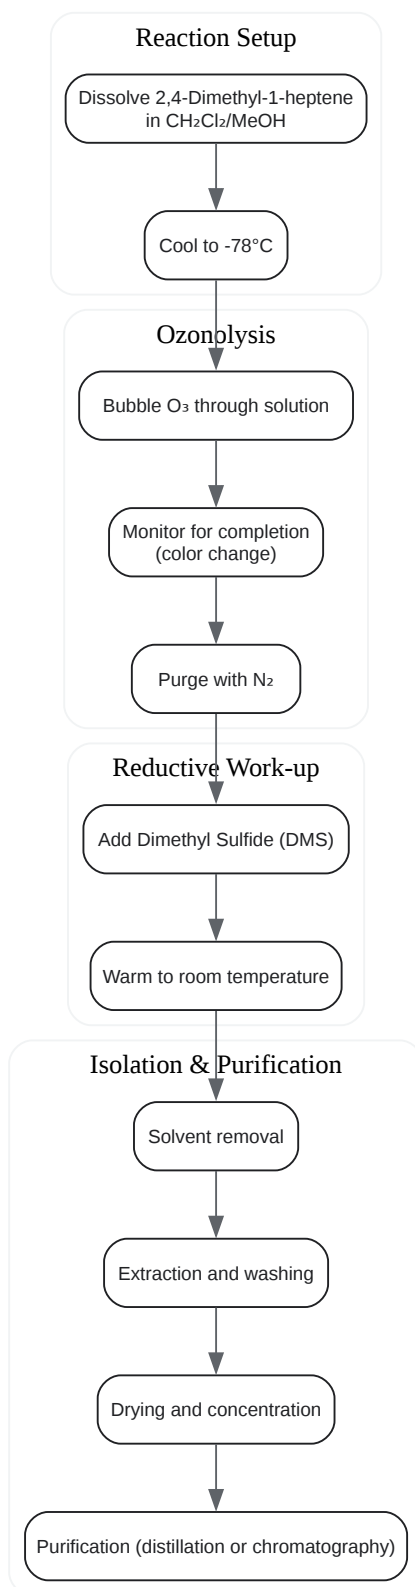 Reaction Setup
Dissolve 2,4-Dimethyl-1-heptene
in CH₂Cl₂/MeOH
Cool to -78°C
Ozonolysis
Bubble O₃ through solution
Monitor for completion
(color change)
Purge with N₂
Reductive Work-up
Add Dimethyl Sulfide (DMS)
Warm to room temperature
Isolation & Purification
Solvent removal
Extraction and washing
Drying and concentration
Purification (distillation or chromatography)